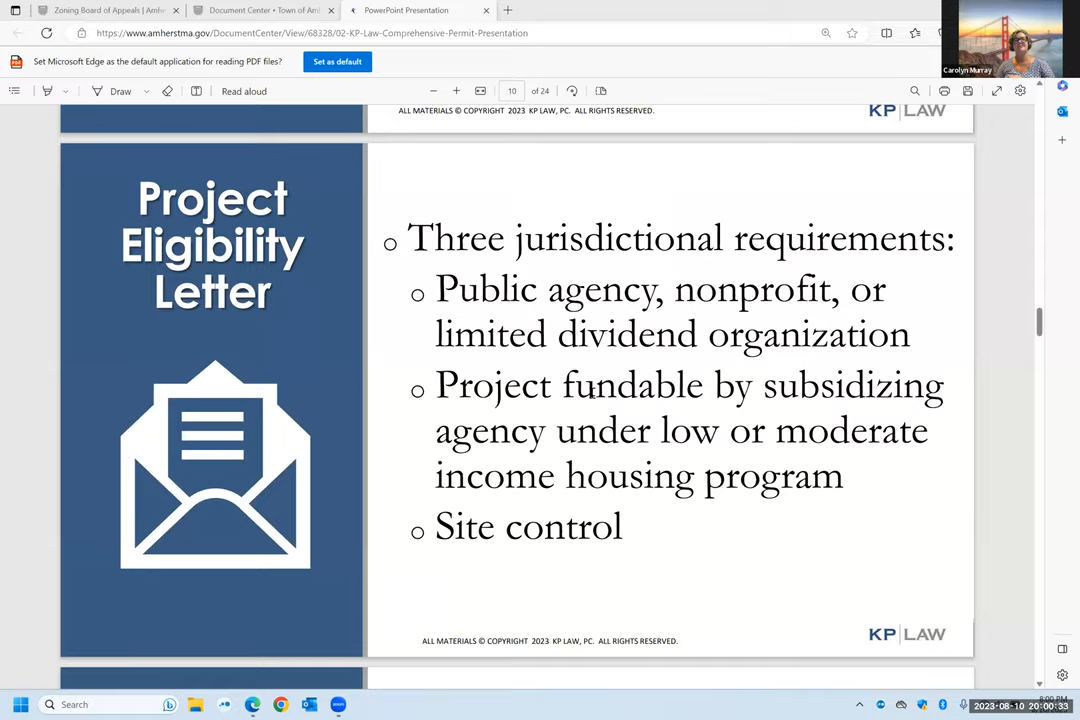 Zoning Board of Appeals | Amh
Document Center • Town of Am
PowerPoint Presentation
https://www.amherstma.gov/DocumentCenter/View/68328/02-KP-Law-Comprehensive-Permit-Presentation
Carolyn Murray
Set Microsoft Edge as the default application for reading PDF files?
Set as default
Draw
Read aloud
10
of 24
ALL MATERIALS © COPYRIGHT 2023 KP LAW, PC. ALL RIGHTS RESERVED.
KP | LAW
Project
Eligibility
Letter
Three jurisdictional requirements:
Public agency, nonprofit, or
limited dividend organization
Project fundable by subsidizing
agency under low or moderate
income housing program
Site control
ALL MATERIALS © COPYRIGHT 2023 KP LAW, PC. ALL RIGHTS RESERVED.
KP | LAW
Search
8:00 PM
2023-08-10 20:00:33